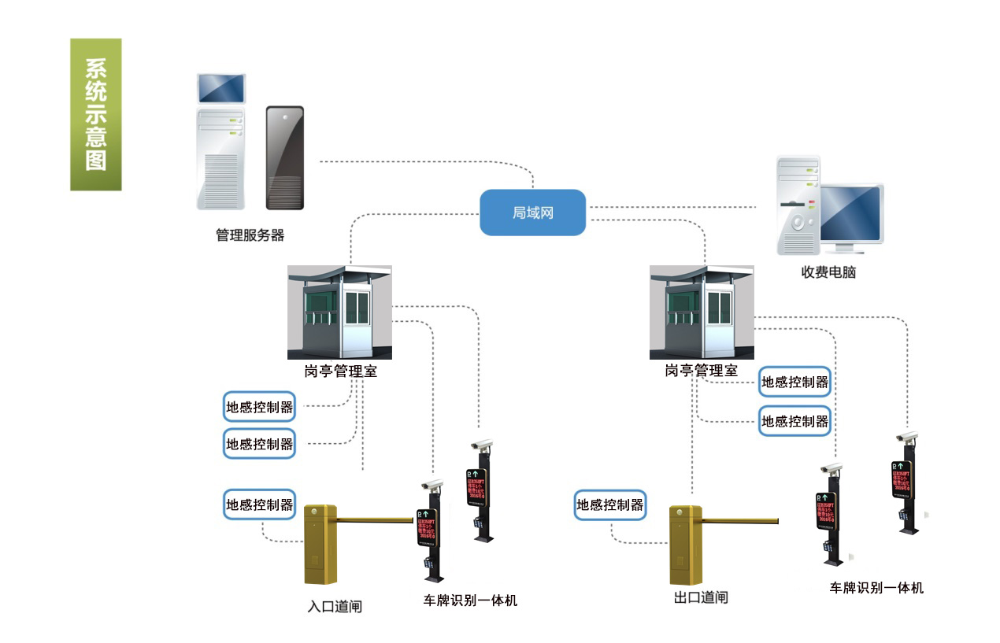 系统示意图
管理服务器
局域网
收费电脑
岗亭管理室
岗亭管理室
地感控制器
地感控制器
地感控制器
地感控制器
地感控制器
地感控制器
入口道闸
车牌识别一体机
出口道闸
车牌识别一体机